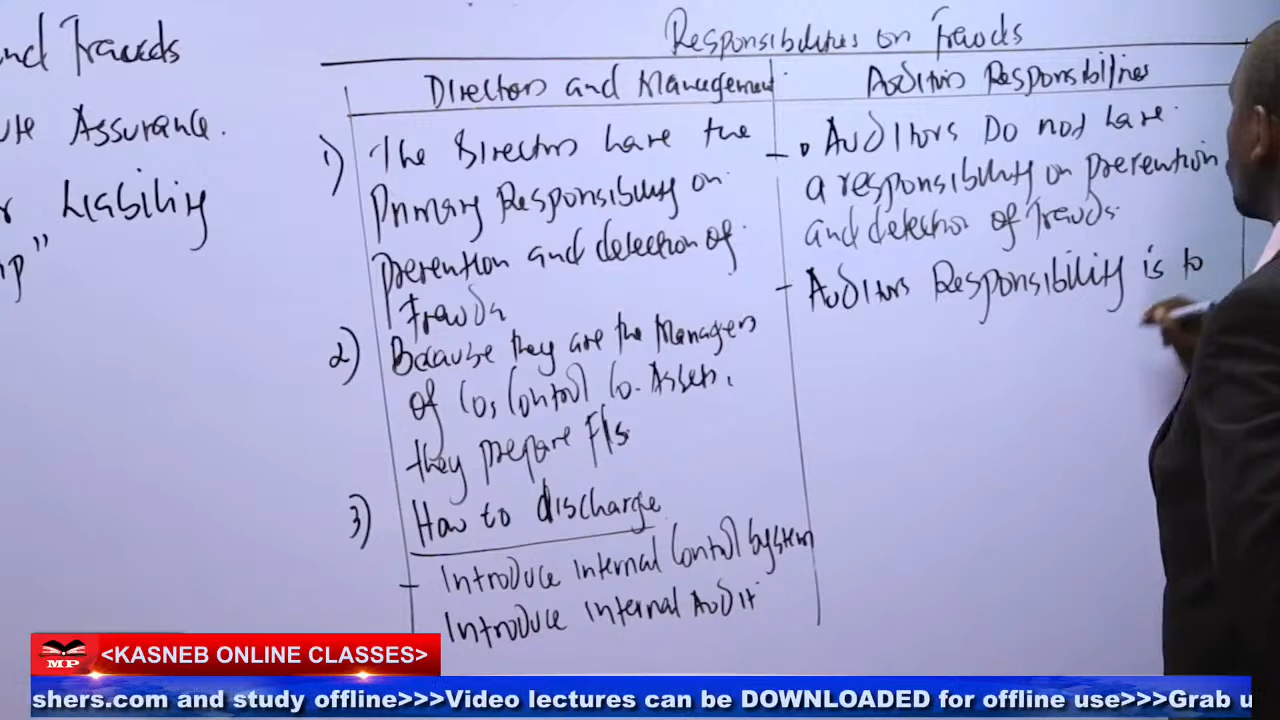 and Frauds
Assurance.
Liability
"
Responsibilities on Frauds
Directors and Management
Auditors Responsibilities
1) The Directors have the
Primary Responsibility on
Prevention and detection of
Frauds
2) Because they are the Managers
of Cos Control Co. Assets,
they prepare F/s
3) How to discharge
- Introduce internal Control System
Introduce internal Audit
- Auditors Do not have
a responsibility on prevention
and detection of Frauds.
- Auditors Responsibility is to
MP
<KASNEB ONLINE CLASSES>
shers.com and study offline>>>Video lectures can be DOWNLOADED for offline use>>>Grab u